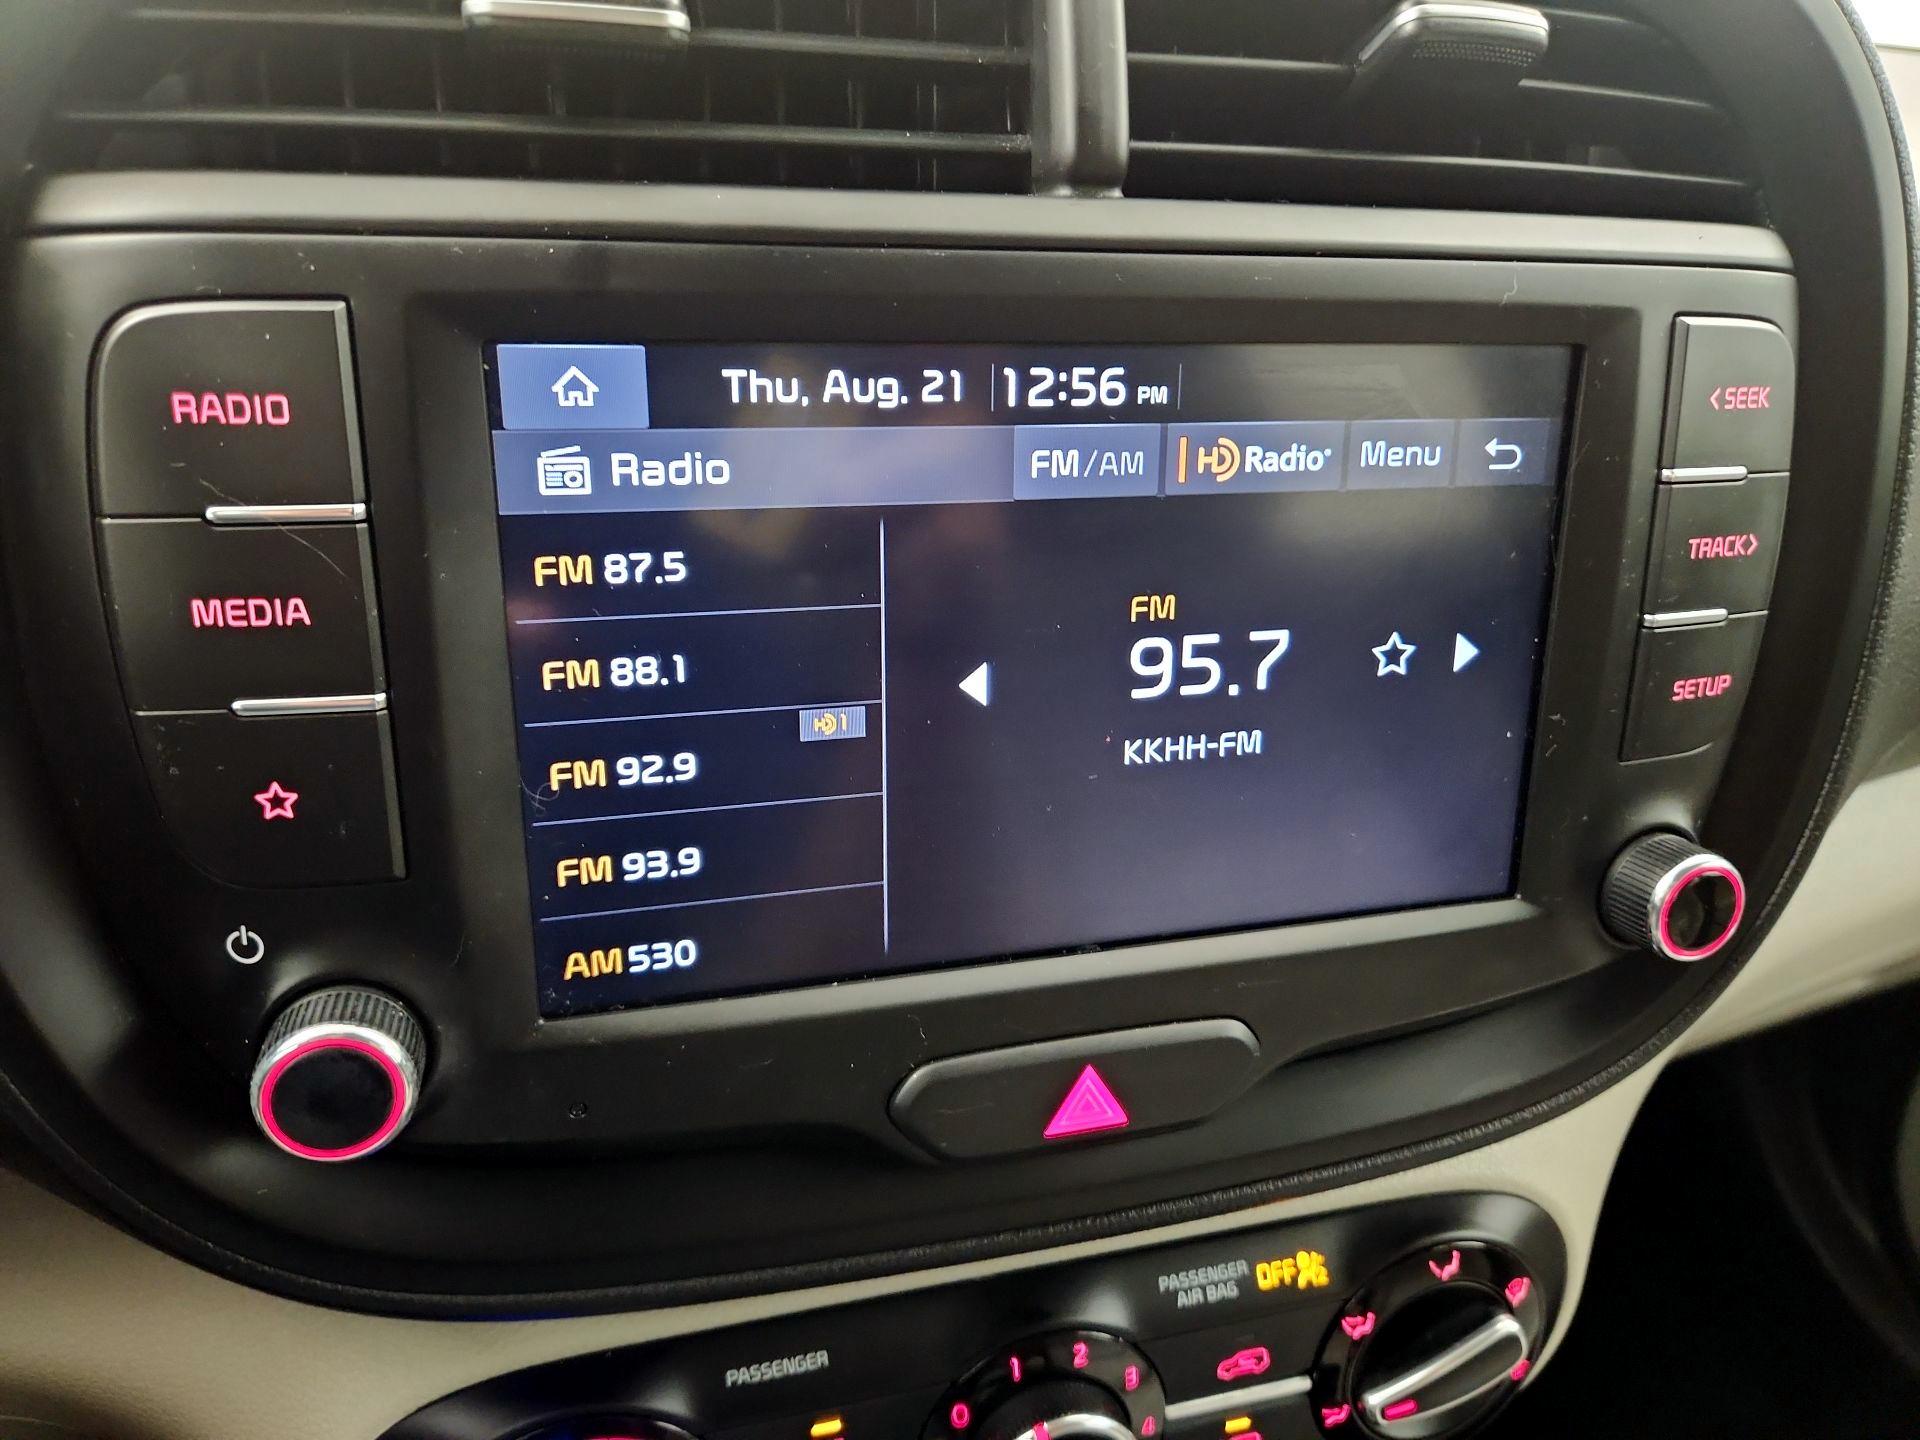 Thu, Aug. 21 12:56 PM
RADIO
MEDIA
Radio
FM/AM
HD Radio
Menu
FM 87.5
FM 88.1
HD 1
FM 92.9
FM 93.9
AM 530
FM
95.7
KKHH-FM
< SEEK
TRACK >
SETUP
PASSENGER
AIR BAG
OFF
2
PASSENGER
0
1
2
3
4